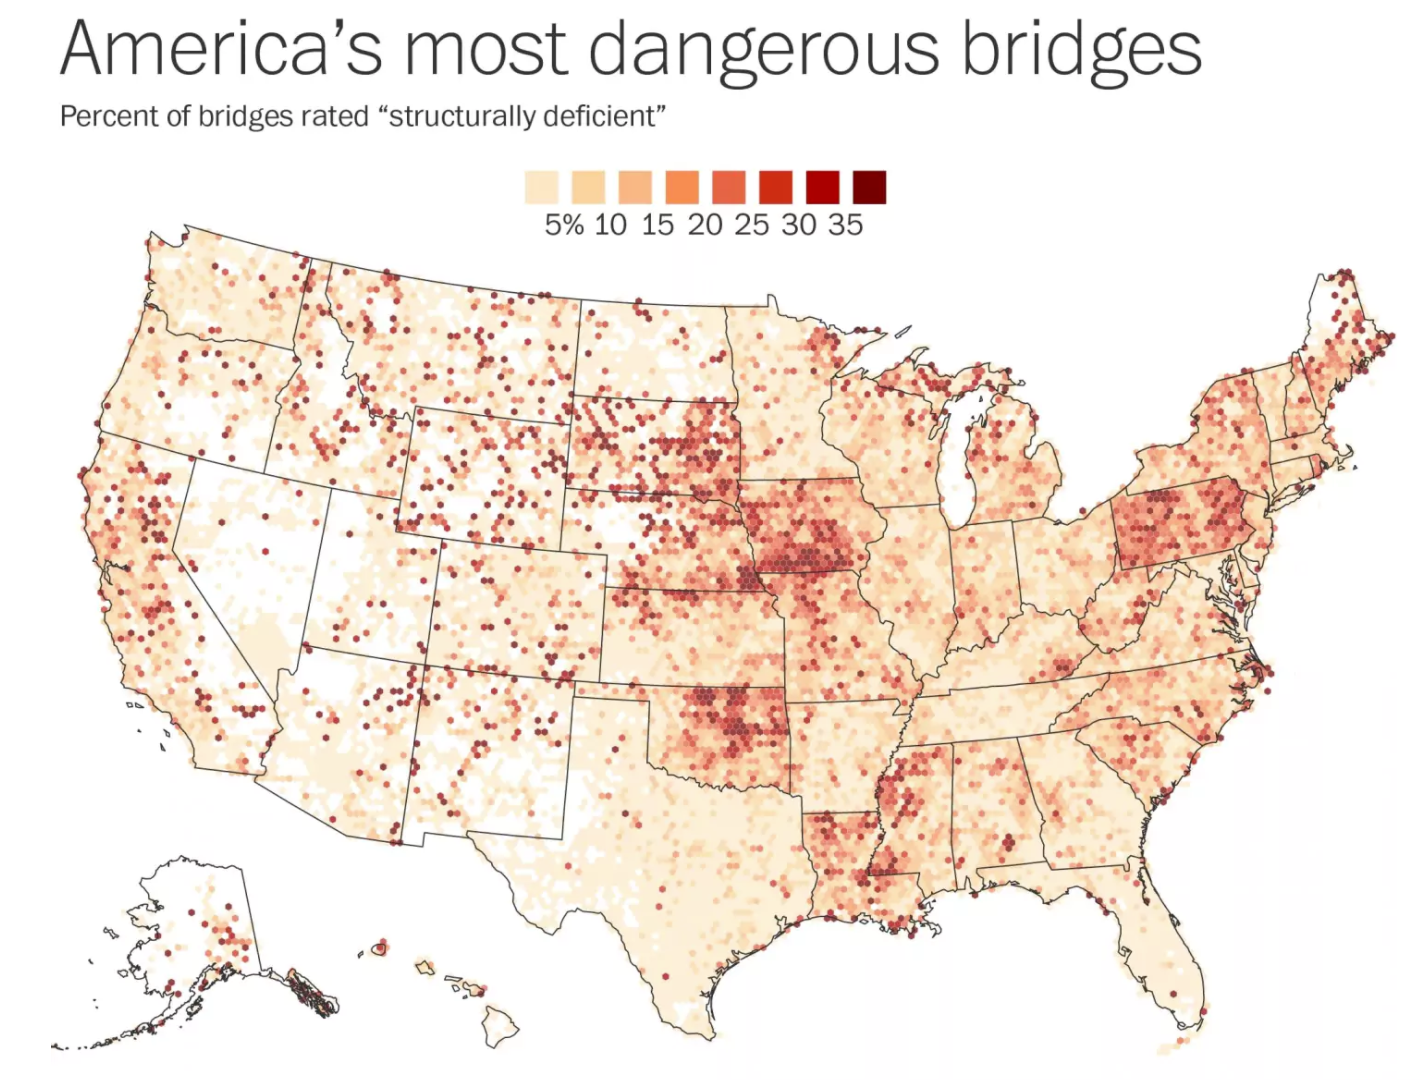 America’s most dangerous bridges
Percent of bridges rated “structurally deficient”
5% 10 15 20 25 30 35